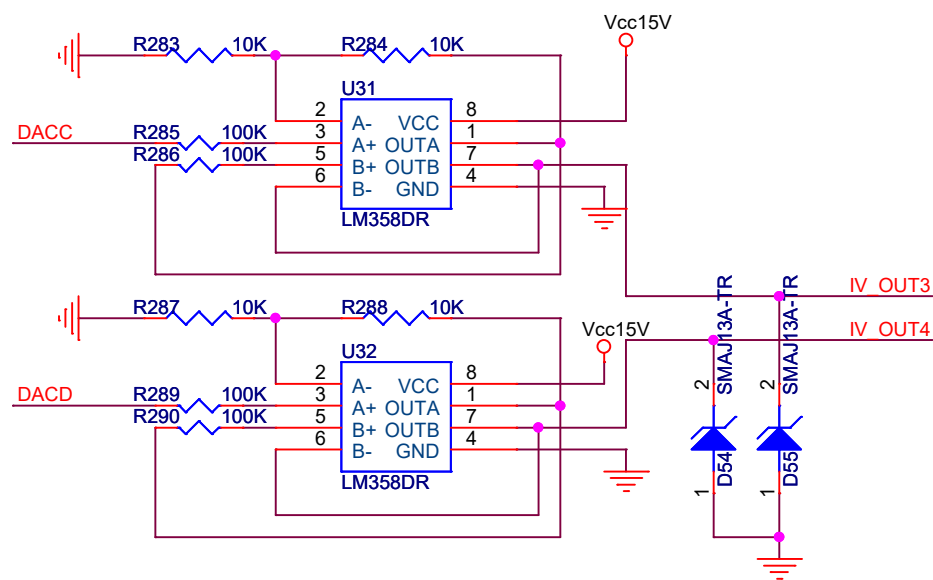 Vcc15V
R283 10K R284 10K
U31
2 A- VCC 8
DACC R285 100K 3 A+ OUTA 1
R286 100K 5 B+ OUTB 7
6 B- GND 4
LM358DR
IV_OUT3
R287 10K R288 10K
Vcc15V
IV_OUT4
U32
2 A- VCC 8
DACD R289 100K 3 A+ OUTA 1
R290 100K 5 B+ OUTB 7
6 B- GND 4
LM358DR
SMAJ13A-TR
2
D54
1
SMAJ13A-TR
2
D55
1